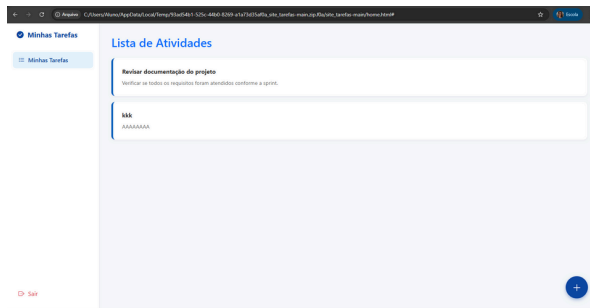 Arquivo C:/Users/Aluno/AppData/Local/Temp/93ad54b1-525c-44b0-8269-a1a73d35af0a_site_tarefas-main.zip.f0a/site_tarefas-main/home.html#
Escola
Minhas Tarefas
Minhas Tarefas
Lista de Atividades
Revisar documentação do projeto
Verificar se todos os requisitos foram atendidos conforme a sprint.
kkk
AAAAAAAA
Sair